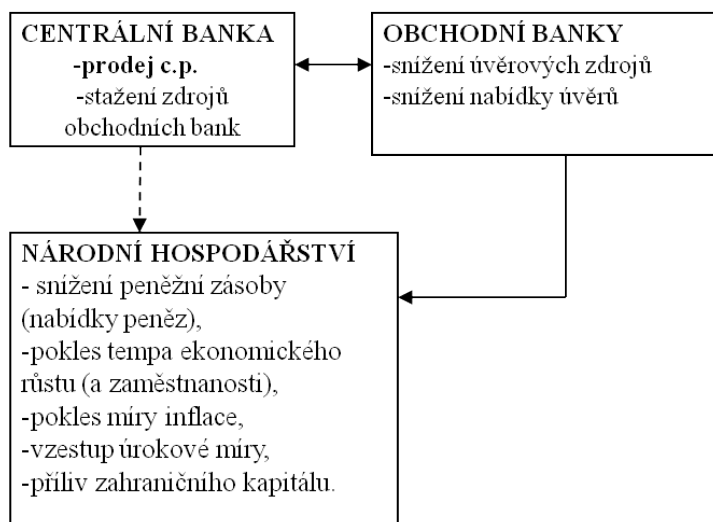 CENTRÁLNÍ BANKA
-prodej c.p.
-stažení zdrojů
obchodních bank
OBCHODNÍ BANKY
-snížení úvěrových zdrojů
-snížení nabídky úvěrů
NÁRODNÍ HOSPODÁŘSTVÍ
- snížení peněžní zásoby
(nabídky peněz),
-pokles tempa ekonomického
růstu (a zaměstnanosti),
-pokles míry inflace,
-vzestup úrokové míry,
-příliv zahraničního kapitálu.